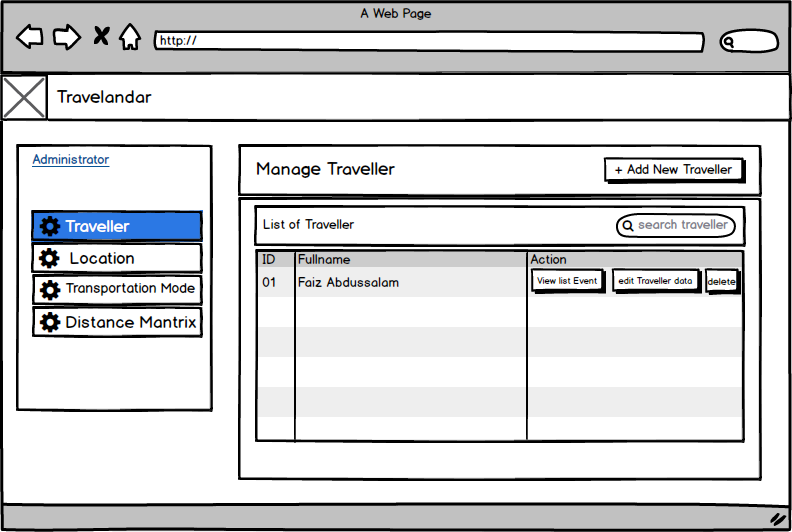 A Web Page
http://
Travelandar
Administrator
Traveller
Location
Transportation Mode
Distance Mantrix
Manage Traveller
+ Add New Traveller
List of Traveller
search traveller
ID Fullname Action
01 Faiz Abdussalam View list Event edit Traveller data delete